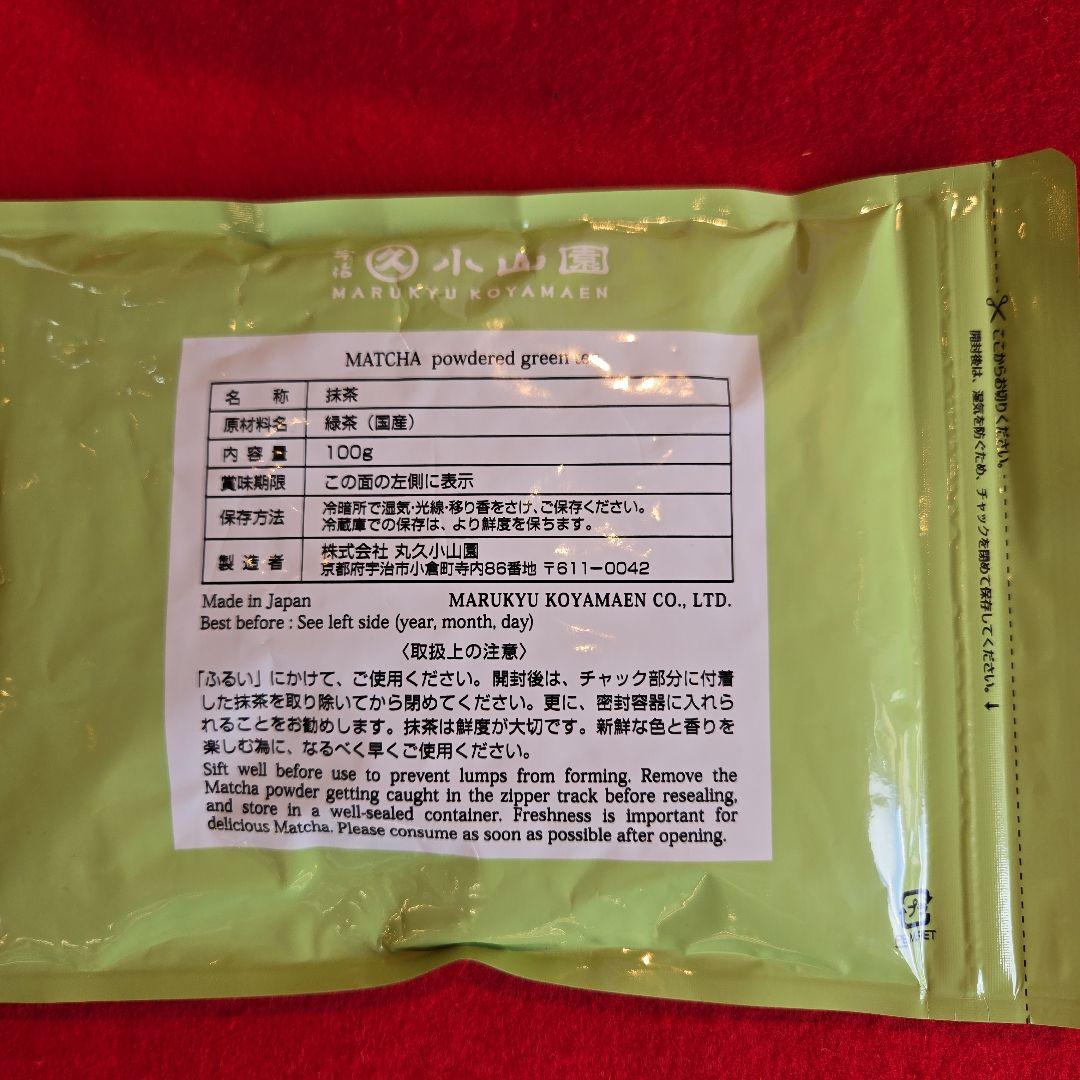 宇治 久 小山園
MARUKYU KOYAMAEN
MATCHA powdered green tea
名称 抹茶
原材料名 緑茶（国産）
内容量 100g
賞味期限 この面の左側に表示
保存方法 冷暗所で湿気・光線・移り香をさけ、ご保存ください。
冷蔵庫での保存は、より鮮度を保ちます。
製造者 株式会社 丸久小山園
京都府宇治市小倉町寺内86番地 〒611-0042
Made in Japan MARUKYU KOYAMAEN CO., LTD.
Best before : See left side (year, month, day)
〈取扱上の注意〉
「ふるい」にかけて、ご使用ください。開封後は、チャック部分に付着
した抹茶を取り除いてから閉めてください。更に、密封容器に入れら
れることをお勧めします。抹茶は鮮度が大切です。新鮮な色と香りを
楽しむ為に、なるべく早くご使用ください。
Sift well before use to prevent lumps from forming. Remove the
Matcha powder getting caught in the zipper track before resealing,
and store in a well-sealed container. Freshness is important for
delicious Matcha. Please consume as soon as possible after opening.
ここからお切りください。
開封後は、湿気を防ぐため、チャックを閉めて保存してください。